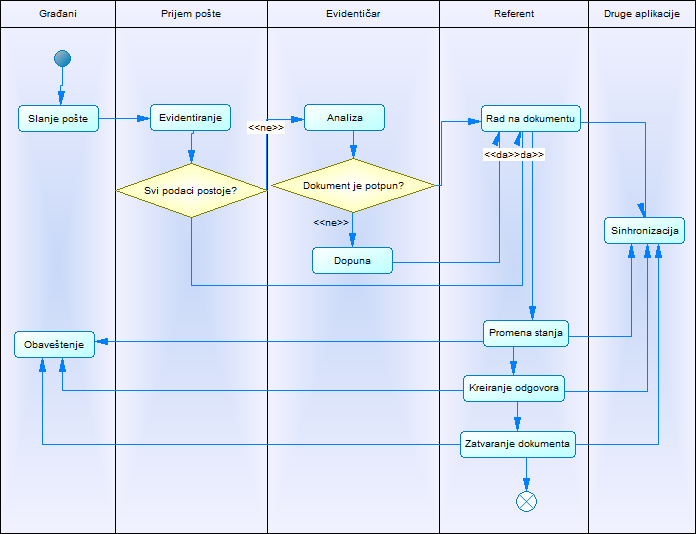 Građani
Prijem pošte
Evidentičar
Referent
Druge aplikacije
Slanje pošte
Evidentiranje
<<ne>>
Analiza
Rad na dokumentu
<<da>>da>>
Svi podaci postoje?
Dokument je potpun?
<<ne>>
Sinhronizacija
Dopuna
Obaveštenje
Promena stanja
Kreiranje odgovora
Zatvaranje dokumenta